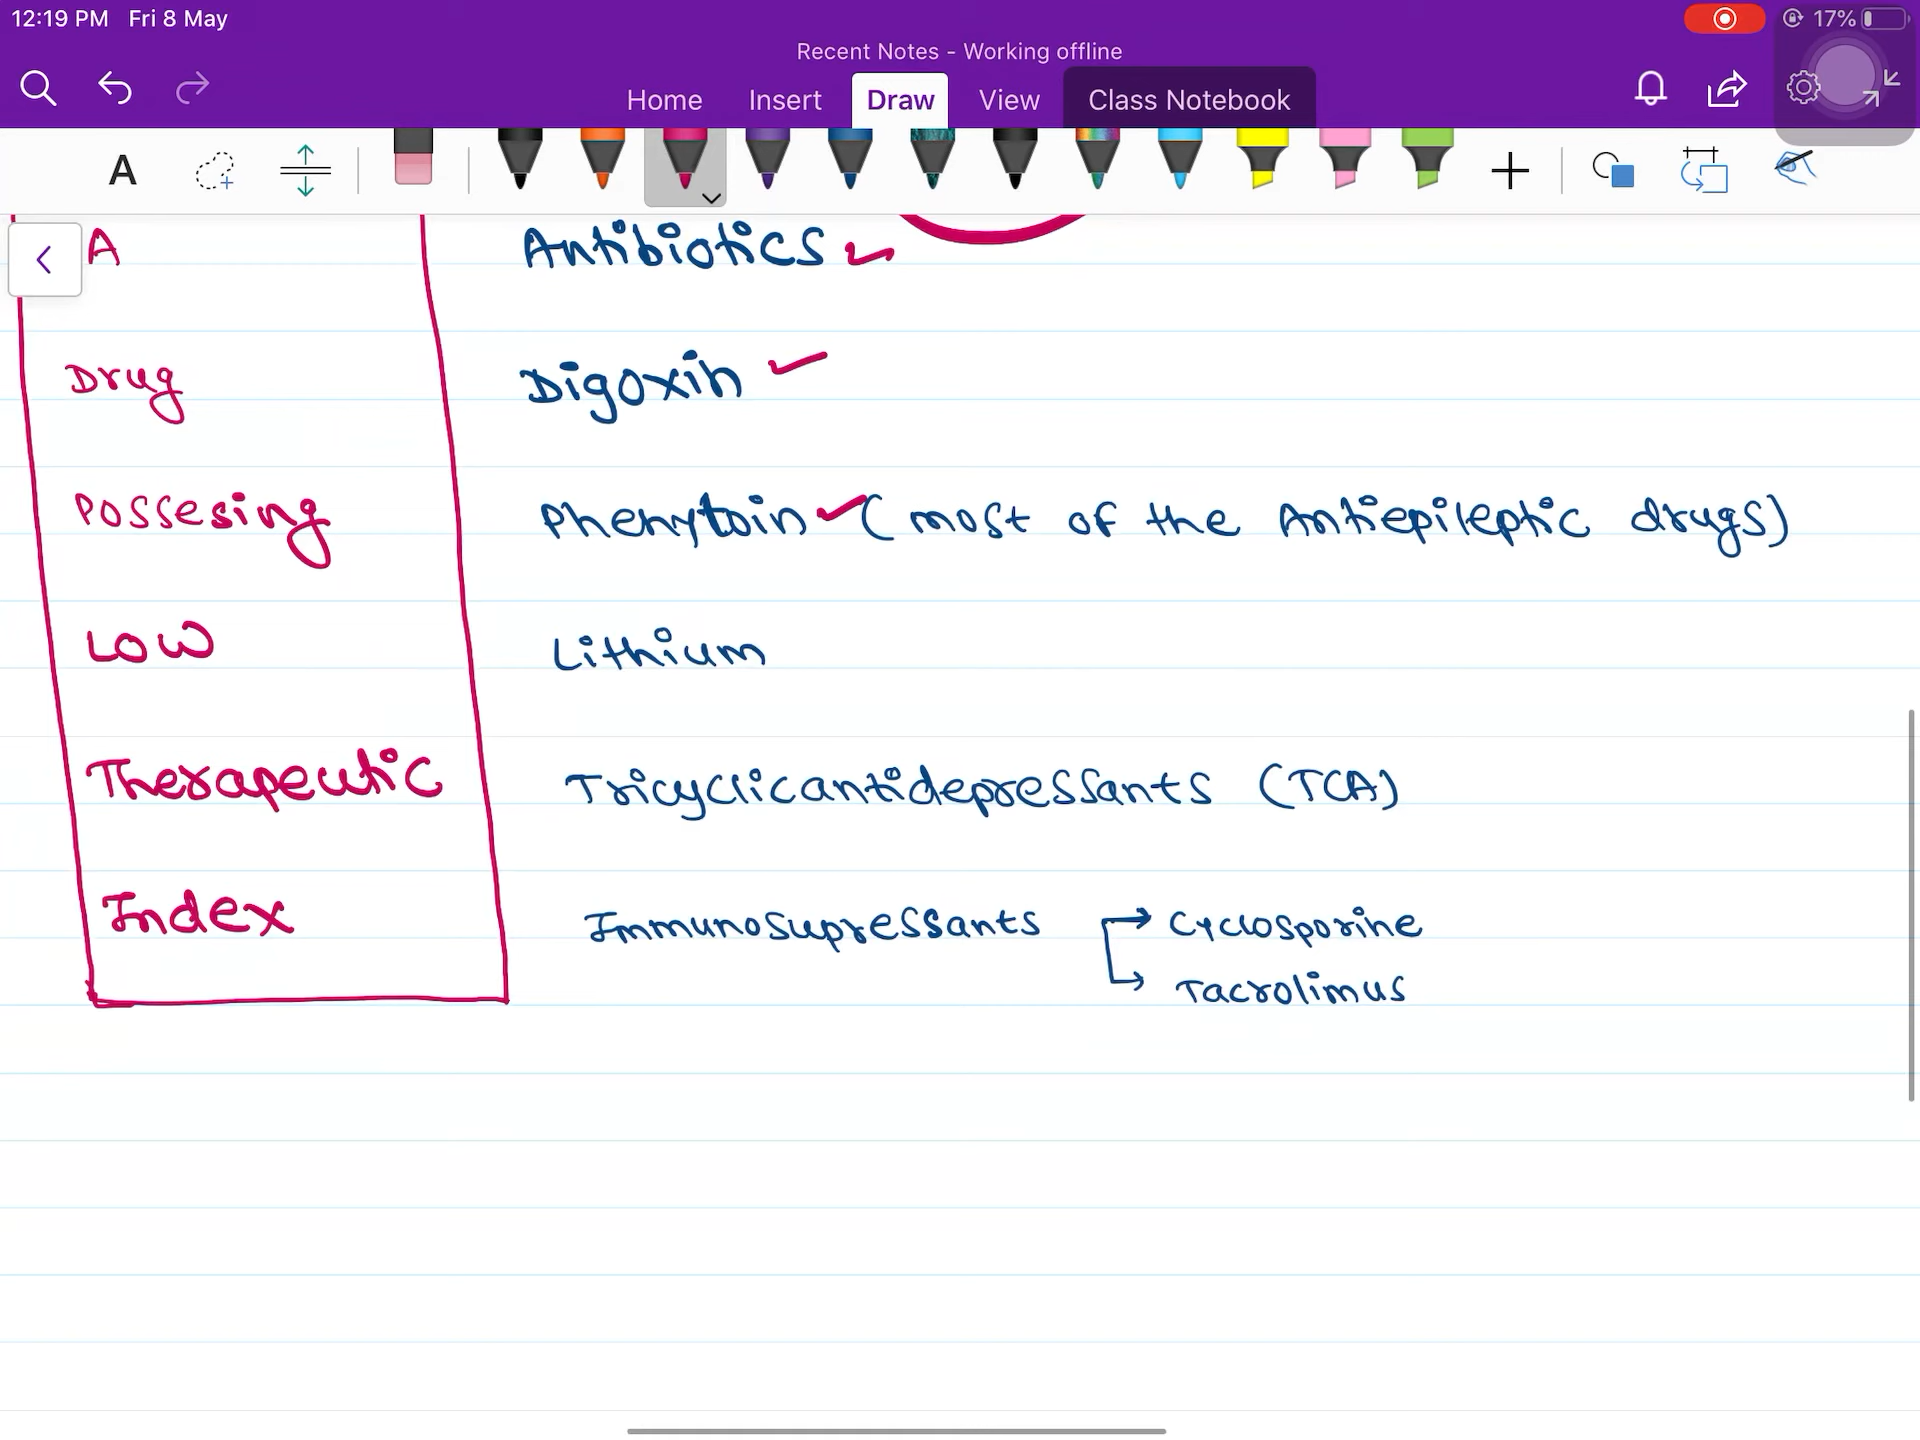 12:19 PM Fri 8 May
17%
Recent Notes - Working offline
Home Insert Draw View Class Notebook
A
A Antibiotics
Drug Digoxin
Possesing Phenytoin (most of the Antiepileptic drugs)
Low Lithium
Therapeutic Tricyclicantidepressants (TCA)
Index Immunosupressants → Cyclosporine
→ Tacrolimus